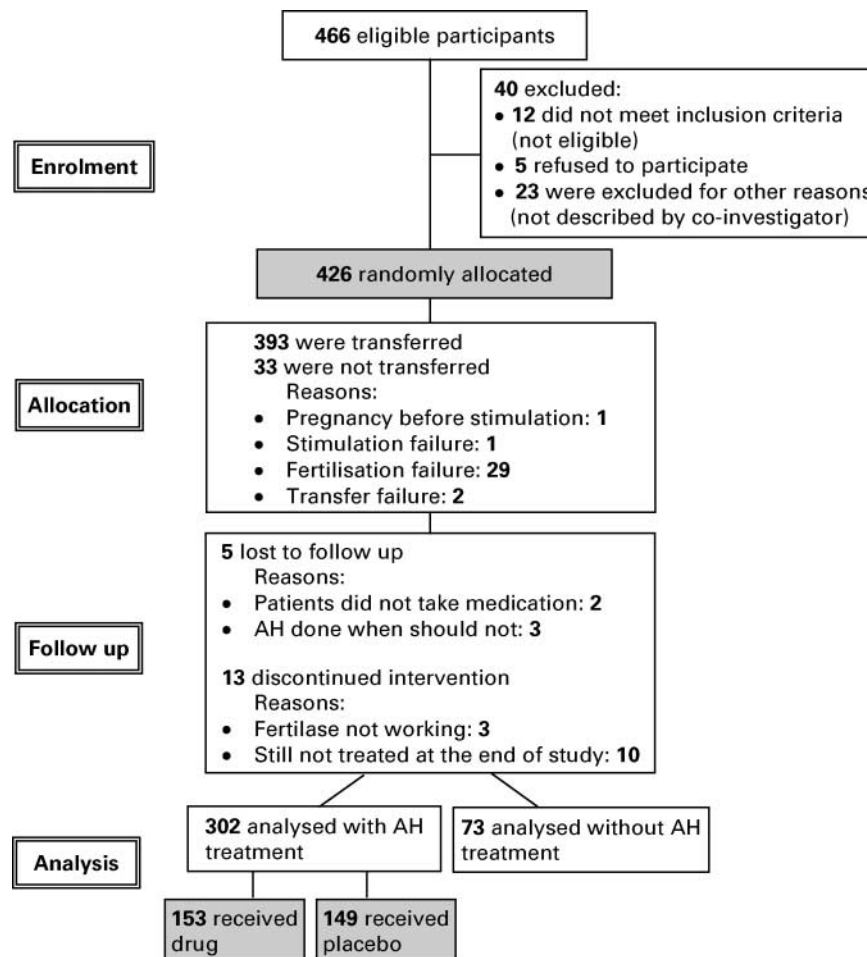 466 eligible participants
40 excluded:
• 12 did not meet inclusion criteria
(not eligible)
• 5 refused to participate
• 23 were excluded for other reasons
(not described by co-investigator)
Enrolment
426 randomly allocated
393 were transferred
33 were not transferred
Reasons:
• Pregnancy before stimulation: 1
• Stimulation failure: 1
• Fertilisation failure: 29
• Transfer failure: 2
Allocation
5 lost to follow up
Reasons:
• Patients did not take medication: 2
• AH done when should not: 3
13 discontinued intervention
Reasons:
• Fertilase not working: 3
• Still not treated at the end of study: 10
Follow up
302 analysed with AH
treatment
73 analysed without AH
treatment
Analysis
153 received
drug
149 received
placebo